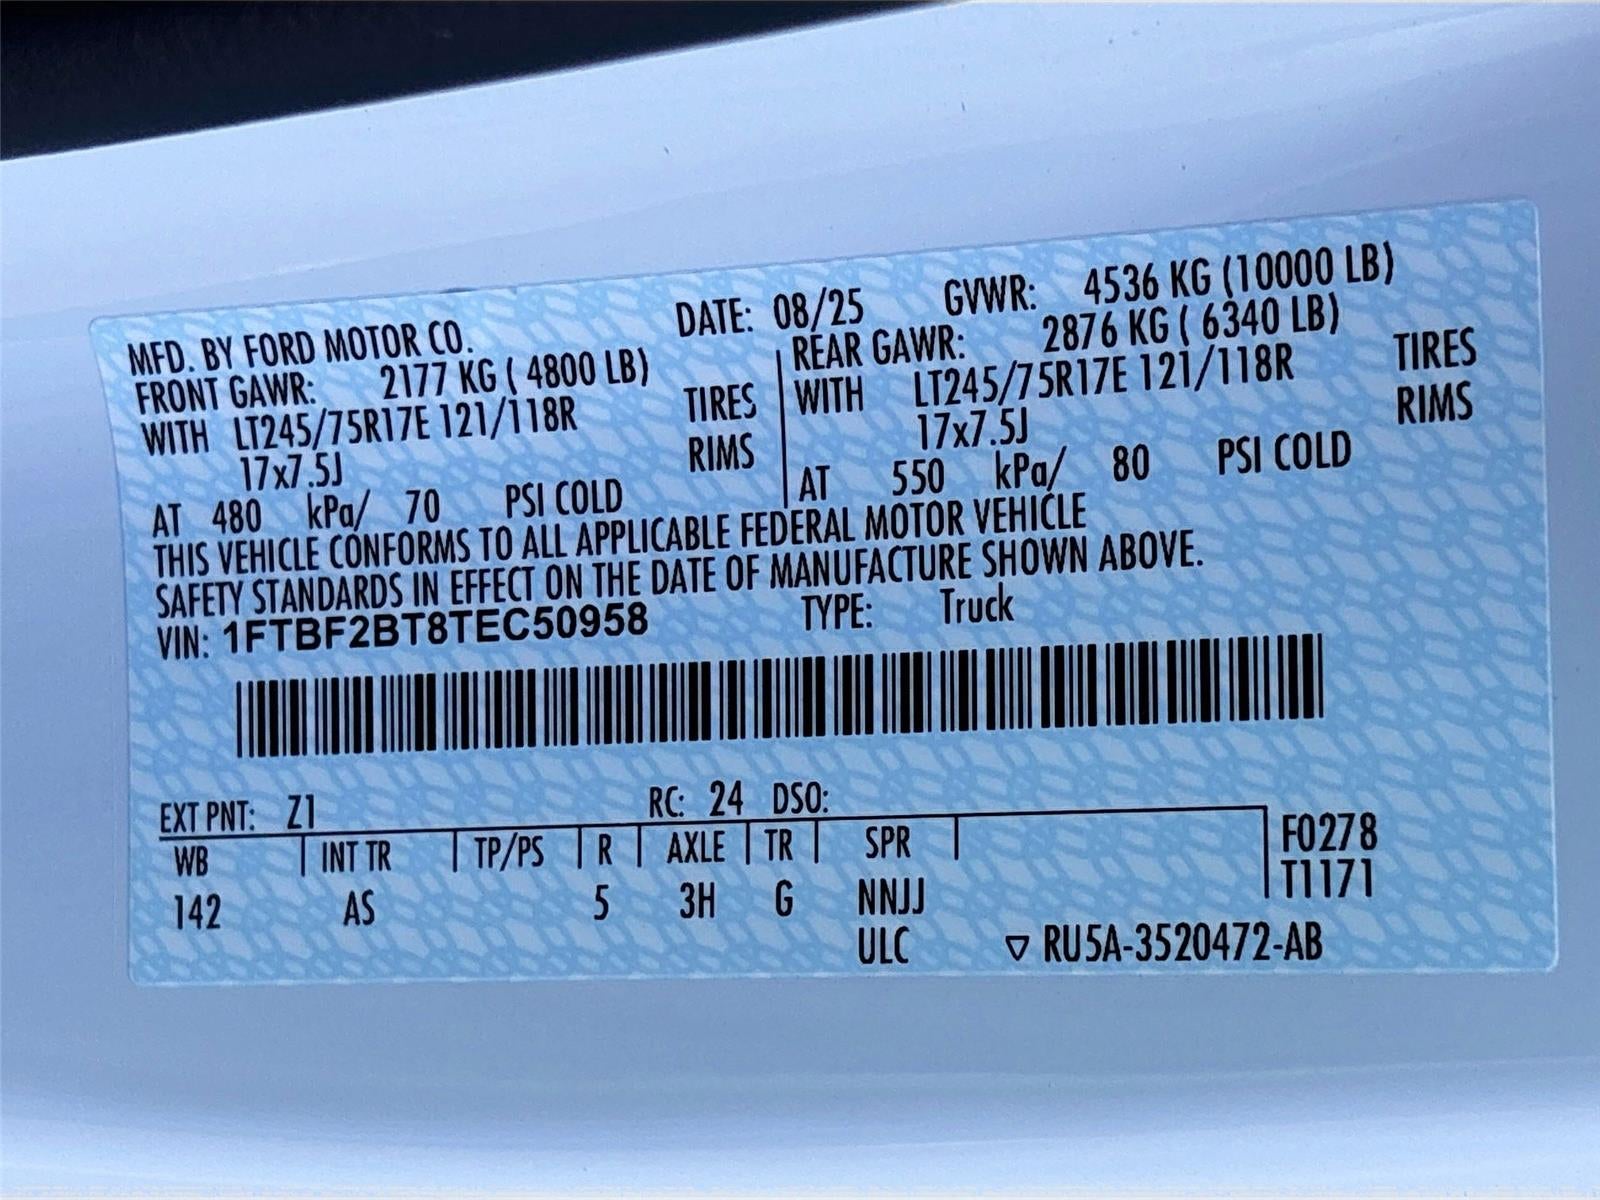 MFD. BY FORD MOTOR CO. DATE: 08/25 GVWR: 4536 KG (10000 LB)
FRONT GAWR: 2177 KG ( 4800 LB) REAR GAWR: 2876 KG ( 6340 LB)
WITH LT245/75R17E 121/118R TIRES WITH LT245/75R17E 121/118R TIRES
17x7.5J RIMS 17x7.5J RIMS
AT 480 kPa/ 70 PSI COLD AT 550 kPa/ 80 PSI COLD
THIS VEHICLE CONFORMS TO ALL APPLICABLE FEDERAL MOTOR VEHICLE
SAFETY STANDARDS IN EFFECT ON THE DATE OF MANUFACTURE SHOWN ABOVE.
VIN: 1FTBF2BT8TEC50958 TYPE: Truck
EXT PNT: Z1 RC: 24 DSO:
WB INT TR TP/PS R AXLE TR SPR F0278
142 AS 5 3H G NNJJ T1171
ULC ▽ RU5A-3520472-AB